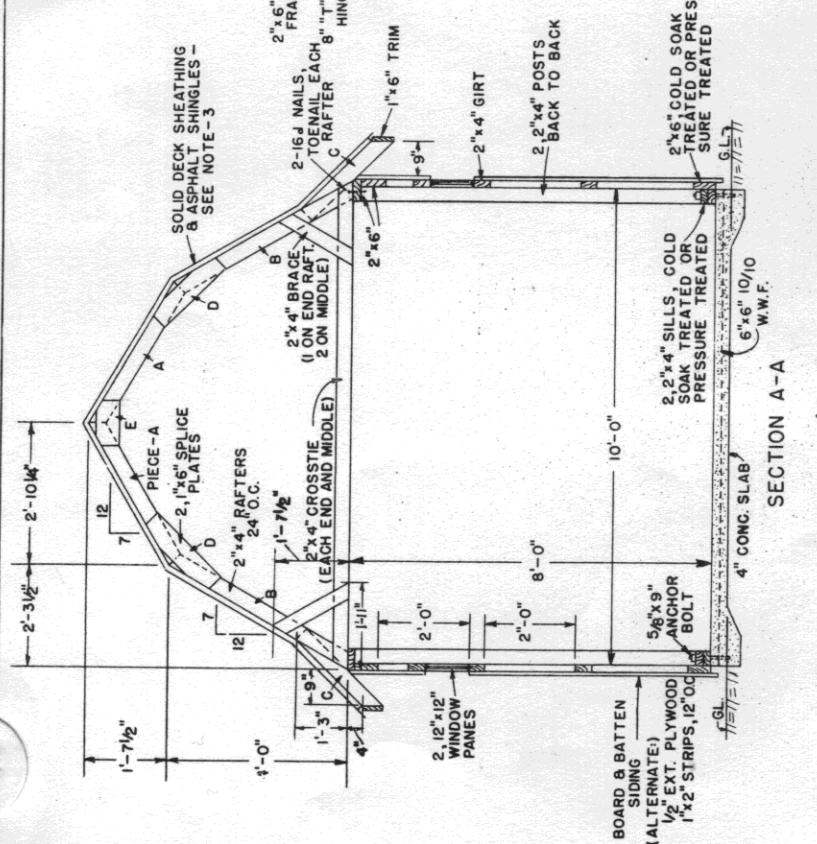 SOLID DECK SHEATHING
& ASPHALT SHINGLES-
SEE NOTE-3
2"x6"
FRA
8" "T"
HING
2-16d NAILS,
TOENAIL EACH
RAFTER
1"x6" TRIM
C
9"
2"x4" GIRT
2,2"x4" POSTS
BACK TO BACK
2"x6" COLD SOAK
TREATED OR PRES
SURE TREATED
G.L.
2'-10¼"
2'-3½"
A
E
PIECE-A
D
B
2"x4" BRACE
(1 ON END RAFT.
2 ON MIDDLE)
2"x6"
12
7
2,1"x6" SPLICE
PLATES
D
2"x4" RAFTERS
24" O.C.
2"x4" CROSSTIE
(EACH END AND MIDDLE)
1'-7½"
B
7
12
1'-11"
10'-0"
8'-0"
2,2"x4" SILLS, COLD
SOAK TREATED OR
PRESSURE TREATED
6"x6" 10/10
W.W.F.
1'-7½"
4'-0"
1'-3"
4"
9"
C
2'-0"
2'-0"
2,12"x12"
WINDOW
PANES
5/8"x9"
ANCHOR
BOLT
4" CONC. SLAB
BOARD & BATTEN
SIDING
(ALTERNATE:)
1/2" EXT. PLYWOOD
1"x2" STRIPS, 12" O.C.
G.L.
SECTION A-A